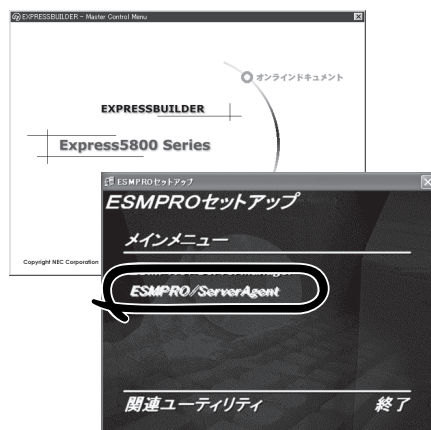 EXPRESSBUILDER - Master Control Menu
オンラインドキュメント
EXPRESSBUILDER
Express5800 Series
ESMPROセットアップ
ESMPROセットアップ
メインメニュー
Copyright NEC Corporation
ESMPRO/ServerAgent
関連ユーティリティ
終了